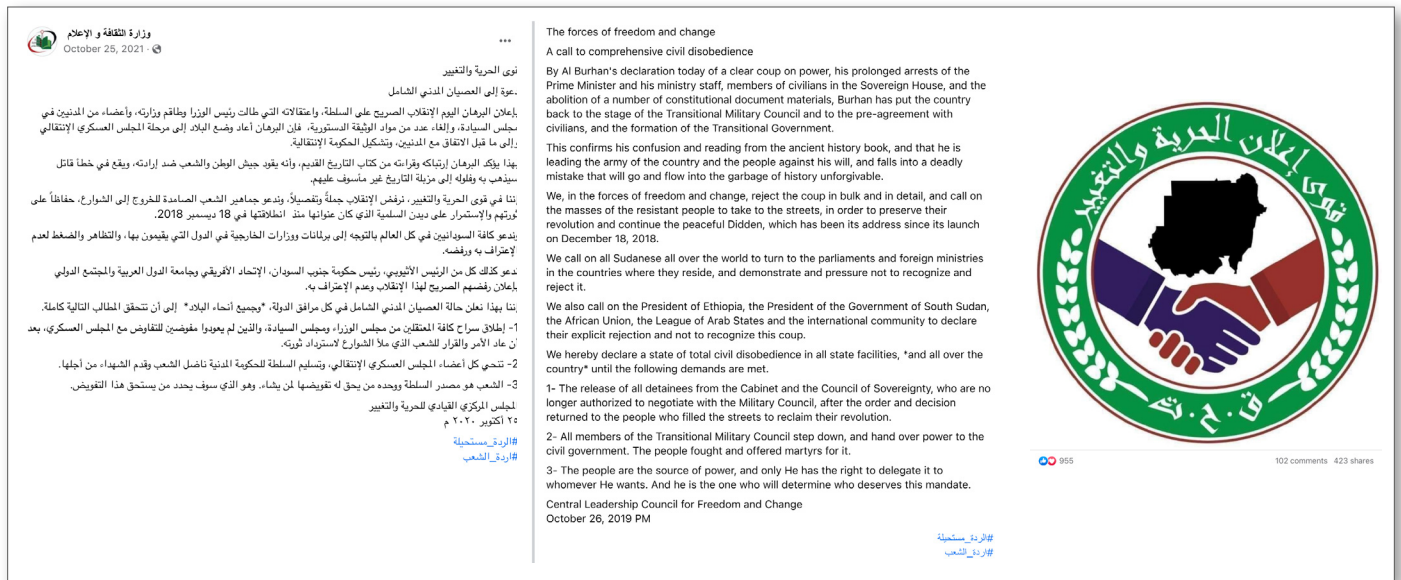 وزارة الثقافة و الإعلام
October 25, 2021
قوى الحرية والتغيير
دعوة إلى العصيان المدني الشامل
بإعلان البرهان اليوم الإنقلاب الصريح على السلطة، واعتقالاته التي طالت رئيس الوزرا وطاقم وزارته، وأعضاء من المدنيين في
مجلس السيادة، وإلغاء عدد من مواد الوثيقة الدستورية، فإن البرهان أعاد وضع البلاد إلى مرحلة المجلس العسكري الإنتقالي
وإلى ما قبل الاتفاق مع المدنيين، وتشكيل الحكومة الإنتقالية.
بهذا يؤكد البرهان إرتباكه وقراءته من كتاب التاريخ القديم، وأنه يقود جيش الوطن والشعب ضد إرادته، ويقع في خطأ قاتل
سيذهب به وفلوله إلى مزبلة التاريخ غير مأسوف عليهم.
إننا في قوى الحرية والتغيير، نرفض الإنقلاب جملةً وتفصيلاً، وندعو جماهير الشعب الصامدة للخروج إلى الشوارع، حفاظاً على
ثورتهم والإستمرار على ديدن السلمية الذي كان عنوانها منذ انطلاقتها في 18 ديسمبر 2018.
وندعو كافة السودانيين في كل العالم بالتوجه إلى برلمانات ووزارات الخارجية في الدول التي يقيمون بها، والتظاهر والضغط لعدم
الإعتراف به ورفضه.
ندعو كذلك كل من الرئيس الأثيوبي، رئيس حكومة جنوب السودان، الإتحاد الأفريقي وجامعة الدول العربية والمجتمع الدولي
بإعلان رفضهم الصريح لهذا الإنقلاب وعدم الإعتراف به.
إننا بهذا نعلن حالة العصيان المدني الشامل في كل مرافق الدولة، *وجميع أنحاء البلاد* إلى أن تتحقق المطالب التالية كاملة.
1- إطلاق سراح كافة المعتقلين من مجلس الوزراء ومجلس السيادة، والذين لم يعودوا مفوضين للتفاوض مع المجلس العسكري، بعد
أن عاد الأمر والقرار للشعب الذي ملأ الشوارع لاسترداد ثورته.
2- تنحي كل أعضاء المجلس العسكري الإنتقالي، وتسليم السلطة للحكومة المدنية ناضل الشعب وقدم الشهداء من أجلها.
3- الشعب هو مصدر السلطة ووحده من يحق له تفويضها لمن يشاء. وهو الذي سوف يحدد من يستحق هذا التفويض.
المجلس المركزي القيادي للحرية والتغيير
٢٥ أكتوبر ٢٠٢٠ م
#الردة_مستحيلة
#اردة_الشعب
The forces of freedom and change
A call to comprehensive civil disobedience
By Al Burhan's declaration today of a clear coup on power, his prolonged arrests of the
Prime Minister and his ministry staff, members of civilians in the Sovereign House, and the
abolition of a number of constitutional document materials, Burhan has put the country
back to the stage of the Transitional Military Council and to the pre-agreement with
civilians, and the formation of the Transitional Government.
This confirms his confusion and reading from the ancient history book, and that he is
leading the army of the country and the people against his will, and falls into a deadly
mistake that will go and flow into the garbage of history unforgivable.
We, in the forces of freedom and change, reject the coup in bulk and in detail, and call on
the masses of the resistant people to take to the streets, in order to preserve their
revolution and continue the peaceful Didden, which has been its address since its launch
on December 18, 2018.
We call on all Sudanese all over the world to turn to the parliaments and foreign ministries
in the countries where they reside, and demonstrate and pressure not to recognize and
reject it.
We also call on the President of Ethiopia, the President of the Government of South Sudan,
the African Union, the League of Arab States and the international community to declare
their explicit rejection and not to recognize this coup.
We hereby declare a state of total civil disobedience in all state facilities, *and all over the
country* until the following demands are met.
1- The release of all detainees from the Cabinet and the Council of Sovereignty, who are no
longer authorized to negotiate with the Military Council, after the order and decision
returned to the people who filled the streets to reclaim their revolution.
2- All members of the Transitional Military Council step down, and hand over power to the
civil government. The people fought and offered martyrs for it.
3- The people are the source of power, and only He has the right to delegate it to
whomever He wants. And he is the one who will determine who deserves this mandate.
Central Leadership Council for Freedom and Change
October 26, 2019 PM
#الردة_مستحيلة
#اردة_الشعب
قوى إعلان الحرية والتغيير
ق.ح.ت
955
102 comments 423 shares